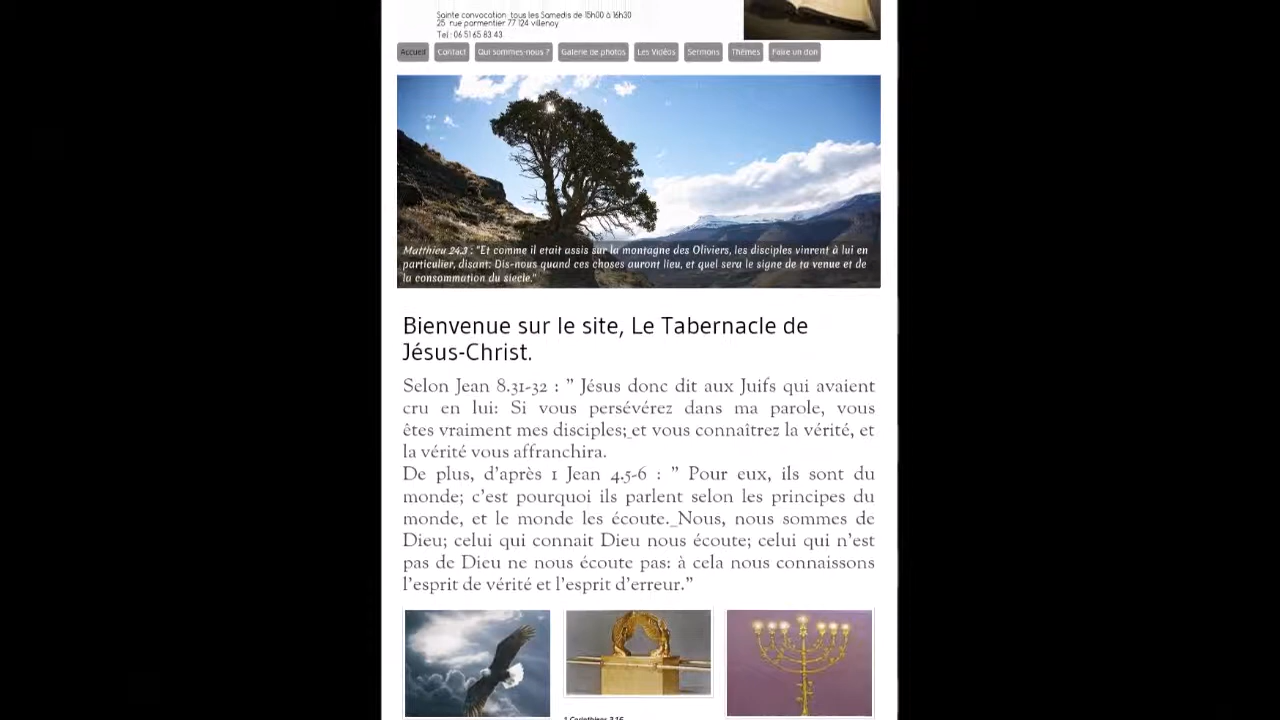 Sainte convocation: tous les Samedis de 15h00 à 16h30
25 rue parmentier 77 124 villenoy
Tel : 06 51 65 83 43
Accueil Contact Qui sommes-nous ? Galerie de photos Les Vidéos Sermons Thèmes Faire un don
Matthieu 24.3 : "Et comme il etait assis sur la montagne des Oliviers, les disciples vinrent à lui en
particulier, disant: Dis-nous quand ces choses auront lieu, et quel sera le signe de ta venue et de
la consommation du siecle."
Bienvenue sur le site, Le Tabernacle de
Jésus-Christ.
Selon Jean 8.31-32 : ” Jésus donc dit aux Juifs qui avaient
cru en lui: Si vous persévérez dans ma parole, vous
êtes vraiment mes disciples;_et vous connaîtrez la vérité, et
la vérité vous affranchira.
De plus, d’après 1 Jean 4.5-6 : ” Pour eux, ils sont du
monde; c’est pourquoi ils parlent selon les principes du
monde, et le monde les écoute._Nous, nous sommes de
Dieu; celui qui connait Dieu nous écoute; celui qui n’est
pas de Dieu ne nous écoute pas: à cela nous connaissons
l’esprit de vérité et l’esprit d’erreur.”
1 Corinthiens 3.16